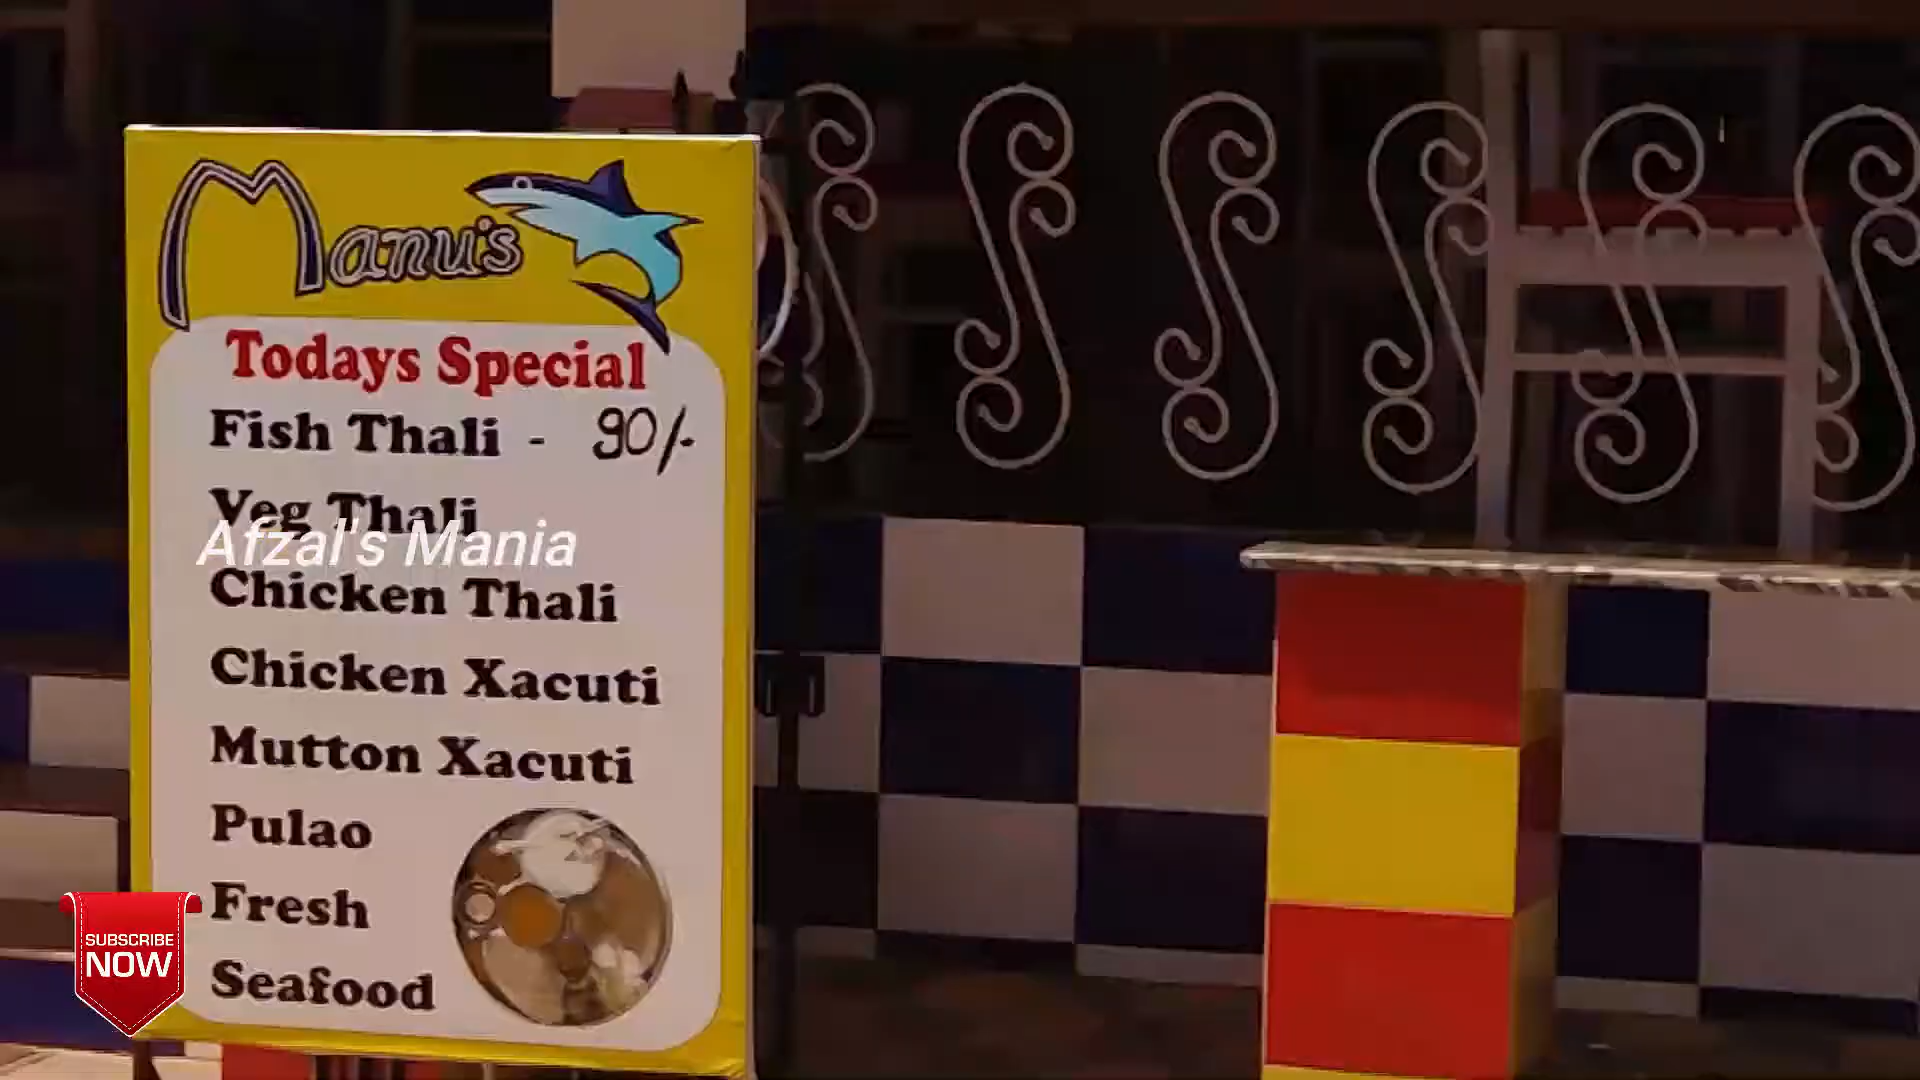 Manu's
Todays Special
Fish Thali - 90/-
Veg Thali
Afzal's Mania
Chicken Thali
Chicken Xacuti
Mutton Xacuti
Pulao
Fresh
Seafood
SUBSCRIBE
NOW